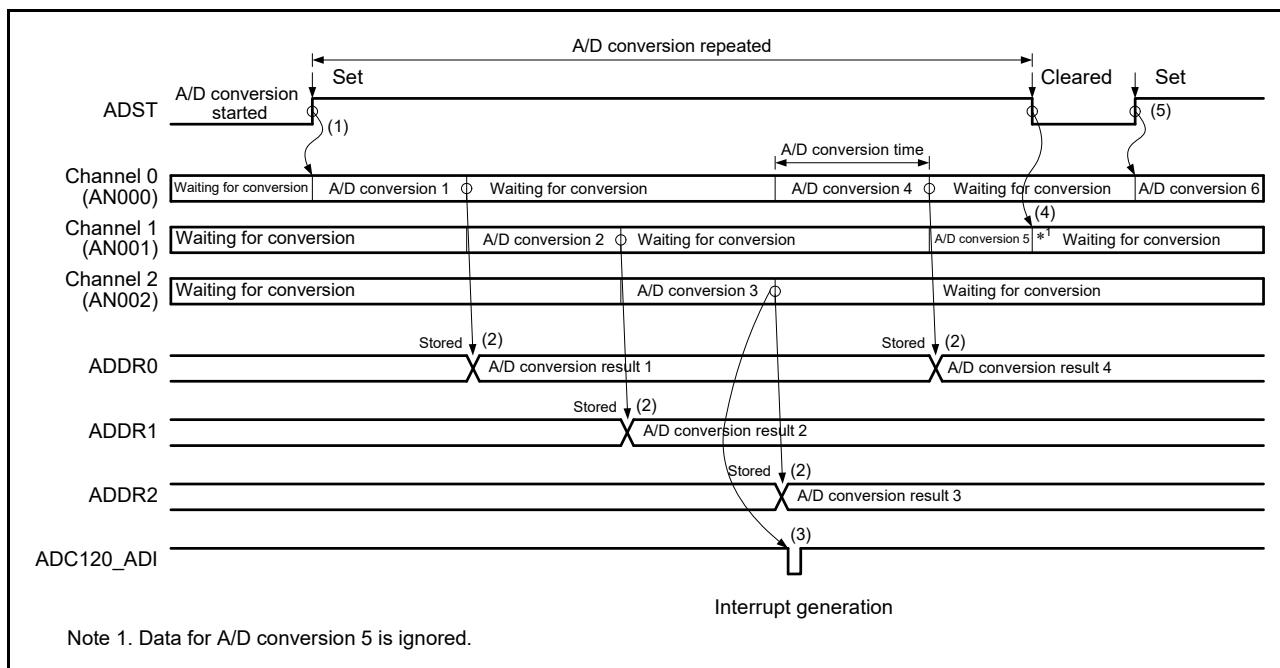 A/D conversion repeated
Set
Cleared
Set
A/D conversion
started
ADST
(1)
(5)
A/D conversion time
Channel 0
(AN000)
Waiting for conversion
A/D conversion 1
Waiting for conversion
A/D conversion 4
Waiting for conversion
A/D conversion 6
(4)
Channel 1
(AN001)
Waiting for conversion
A/D conversion 2
Waiting for conversion
A/D conversion 5
*1
Waiting for conversion
Channel 2
(AN002)
Waiting for conversion
A/D conversion 3
Waiting for conversion
Stored
(2)
Stored
(2)
ADDR0
A/D conversion result 1
A/D conversion result 4
Stored
(2)
ADDR1
A/D conversion result 2
Stored
(2)
ADDR2
A/D conversion result 3
(3)
ADC120_ADI
Interrupt generation
Note 1. Data for A/D conversion 5 is ignored.